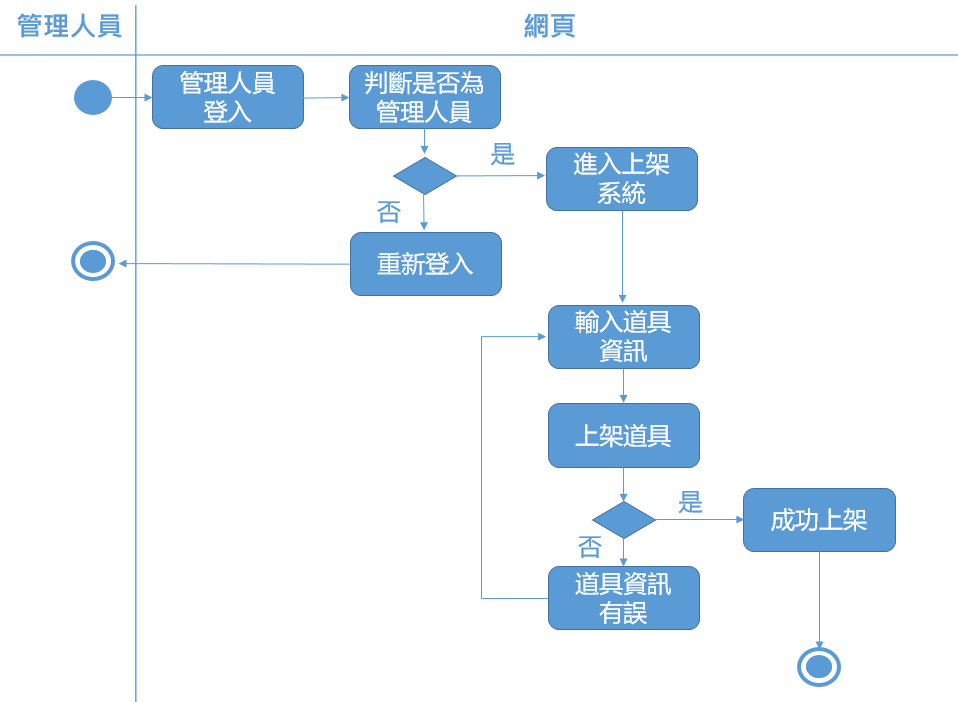 管理人員
網頁
管理人員
登入
判斷是否為
管理人員
是
進入上架
系統
否
重新登入
輸入道具
資訊
上架道具
是
成功上架
否
道具資訊
有誤